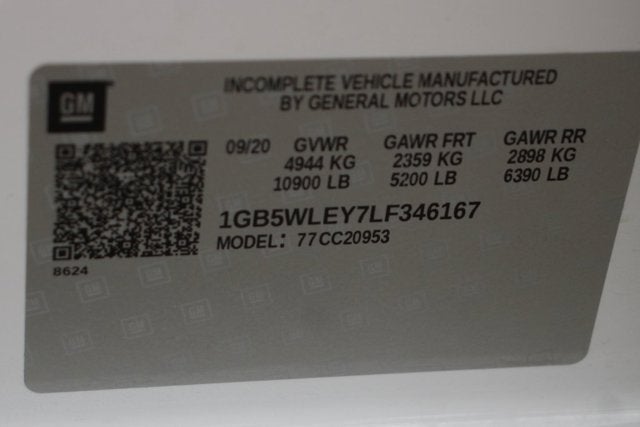 GM
INCOMPLETE VEHICLE MANUFACTURED
BY GENERAL MOTORS LLC
09/20 GVWR GAWR FRT GAWR RR
4944 KG 2359 KG 2898 KG
10900 LB 5200 LB 6390 LB
1GB5WLEY7LF346167
MODEL: 77CC20953
8624